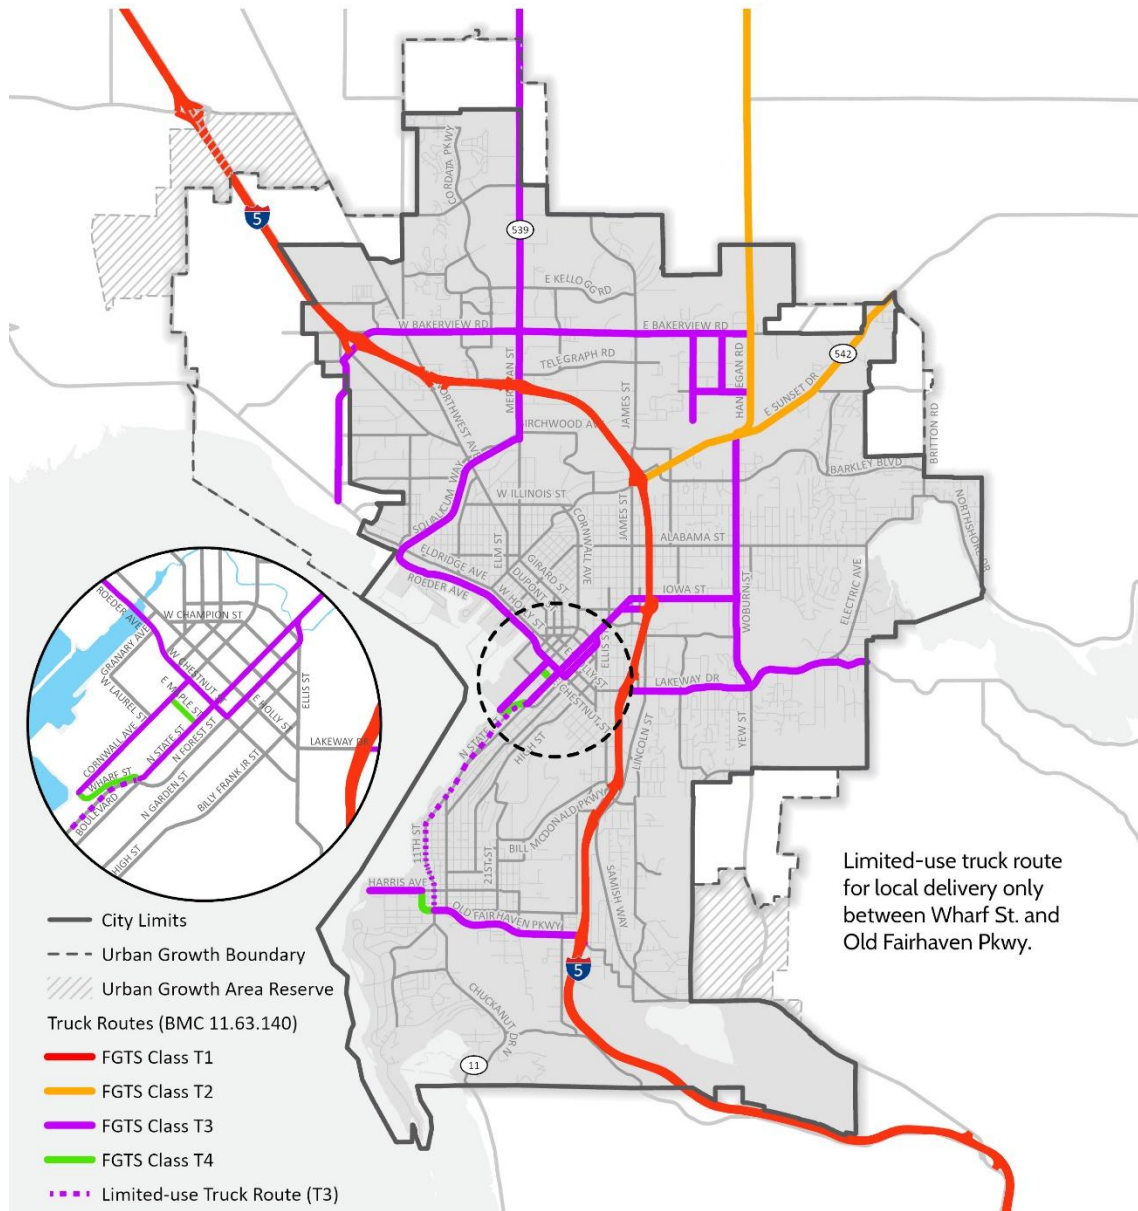 CORDATA PKWY
5
539
E KELLOGG RD
W BAKERVIEW RD
E BAKERVIEW RD
TELEGRAPH RD
HANNEGAN RD
542
E SUNSET DR
MERIDIAN ST
JAMES ST
NORTHWEST AVE
BIRCHWOOD AVE
BRITTON RD
BARKLEY BLVD
SQUALICUM WAY
W ILLINOIS ST
CORNWALL AVE
JAMES ST
NORTHSHORE DR
ALABAMA ST
ELM ST
GIRARD ST
DUPONT
ELDRIDGE AVE
ROEDER AVE
W HOLLY ST
IOWA ST
WOBURN ST
ELECTRIC AVE
ELLIS S
E HOLLY ST
CHESTNUT ST
LAKEWAY DR
N STATE
HIGH ST
LINCOLN ST
YEW ST
BILL MCDONALD PKWY
11TH ST
21ST ST
SAMISH WAY
HARRIS AVE
OLD FAIRHAVEN PKWY
5
CHUCKANUT DR N
11
ROEDER AVE
W CHAMPION ST
GRANARY AVE
W CHESTNUT
W LAUREL ST
E MAPLE ST
E HOLLY ST
ELLIS ST
CORNWALL AVE
N STATE ST
N FOREST ST
LAKEWAY DR
WHARF ST
BOULEVARD
N GARDEN ST
BILLY FRANK JR ST
HIGH ST
Limited-use truck route
for local delivery only
between Wharf St. and
Old Fairhaven Pkwy.
City Limits
Urban Growth Boundary
Urban Growth Area Reserve
Truck Routes (BMC 11.63.140)
FGTS Class T1
FGTS Class T2
FGTS Class T3
FGTS Class T4
Limited-use Truck Route (T3)